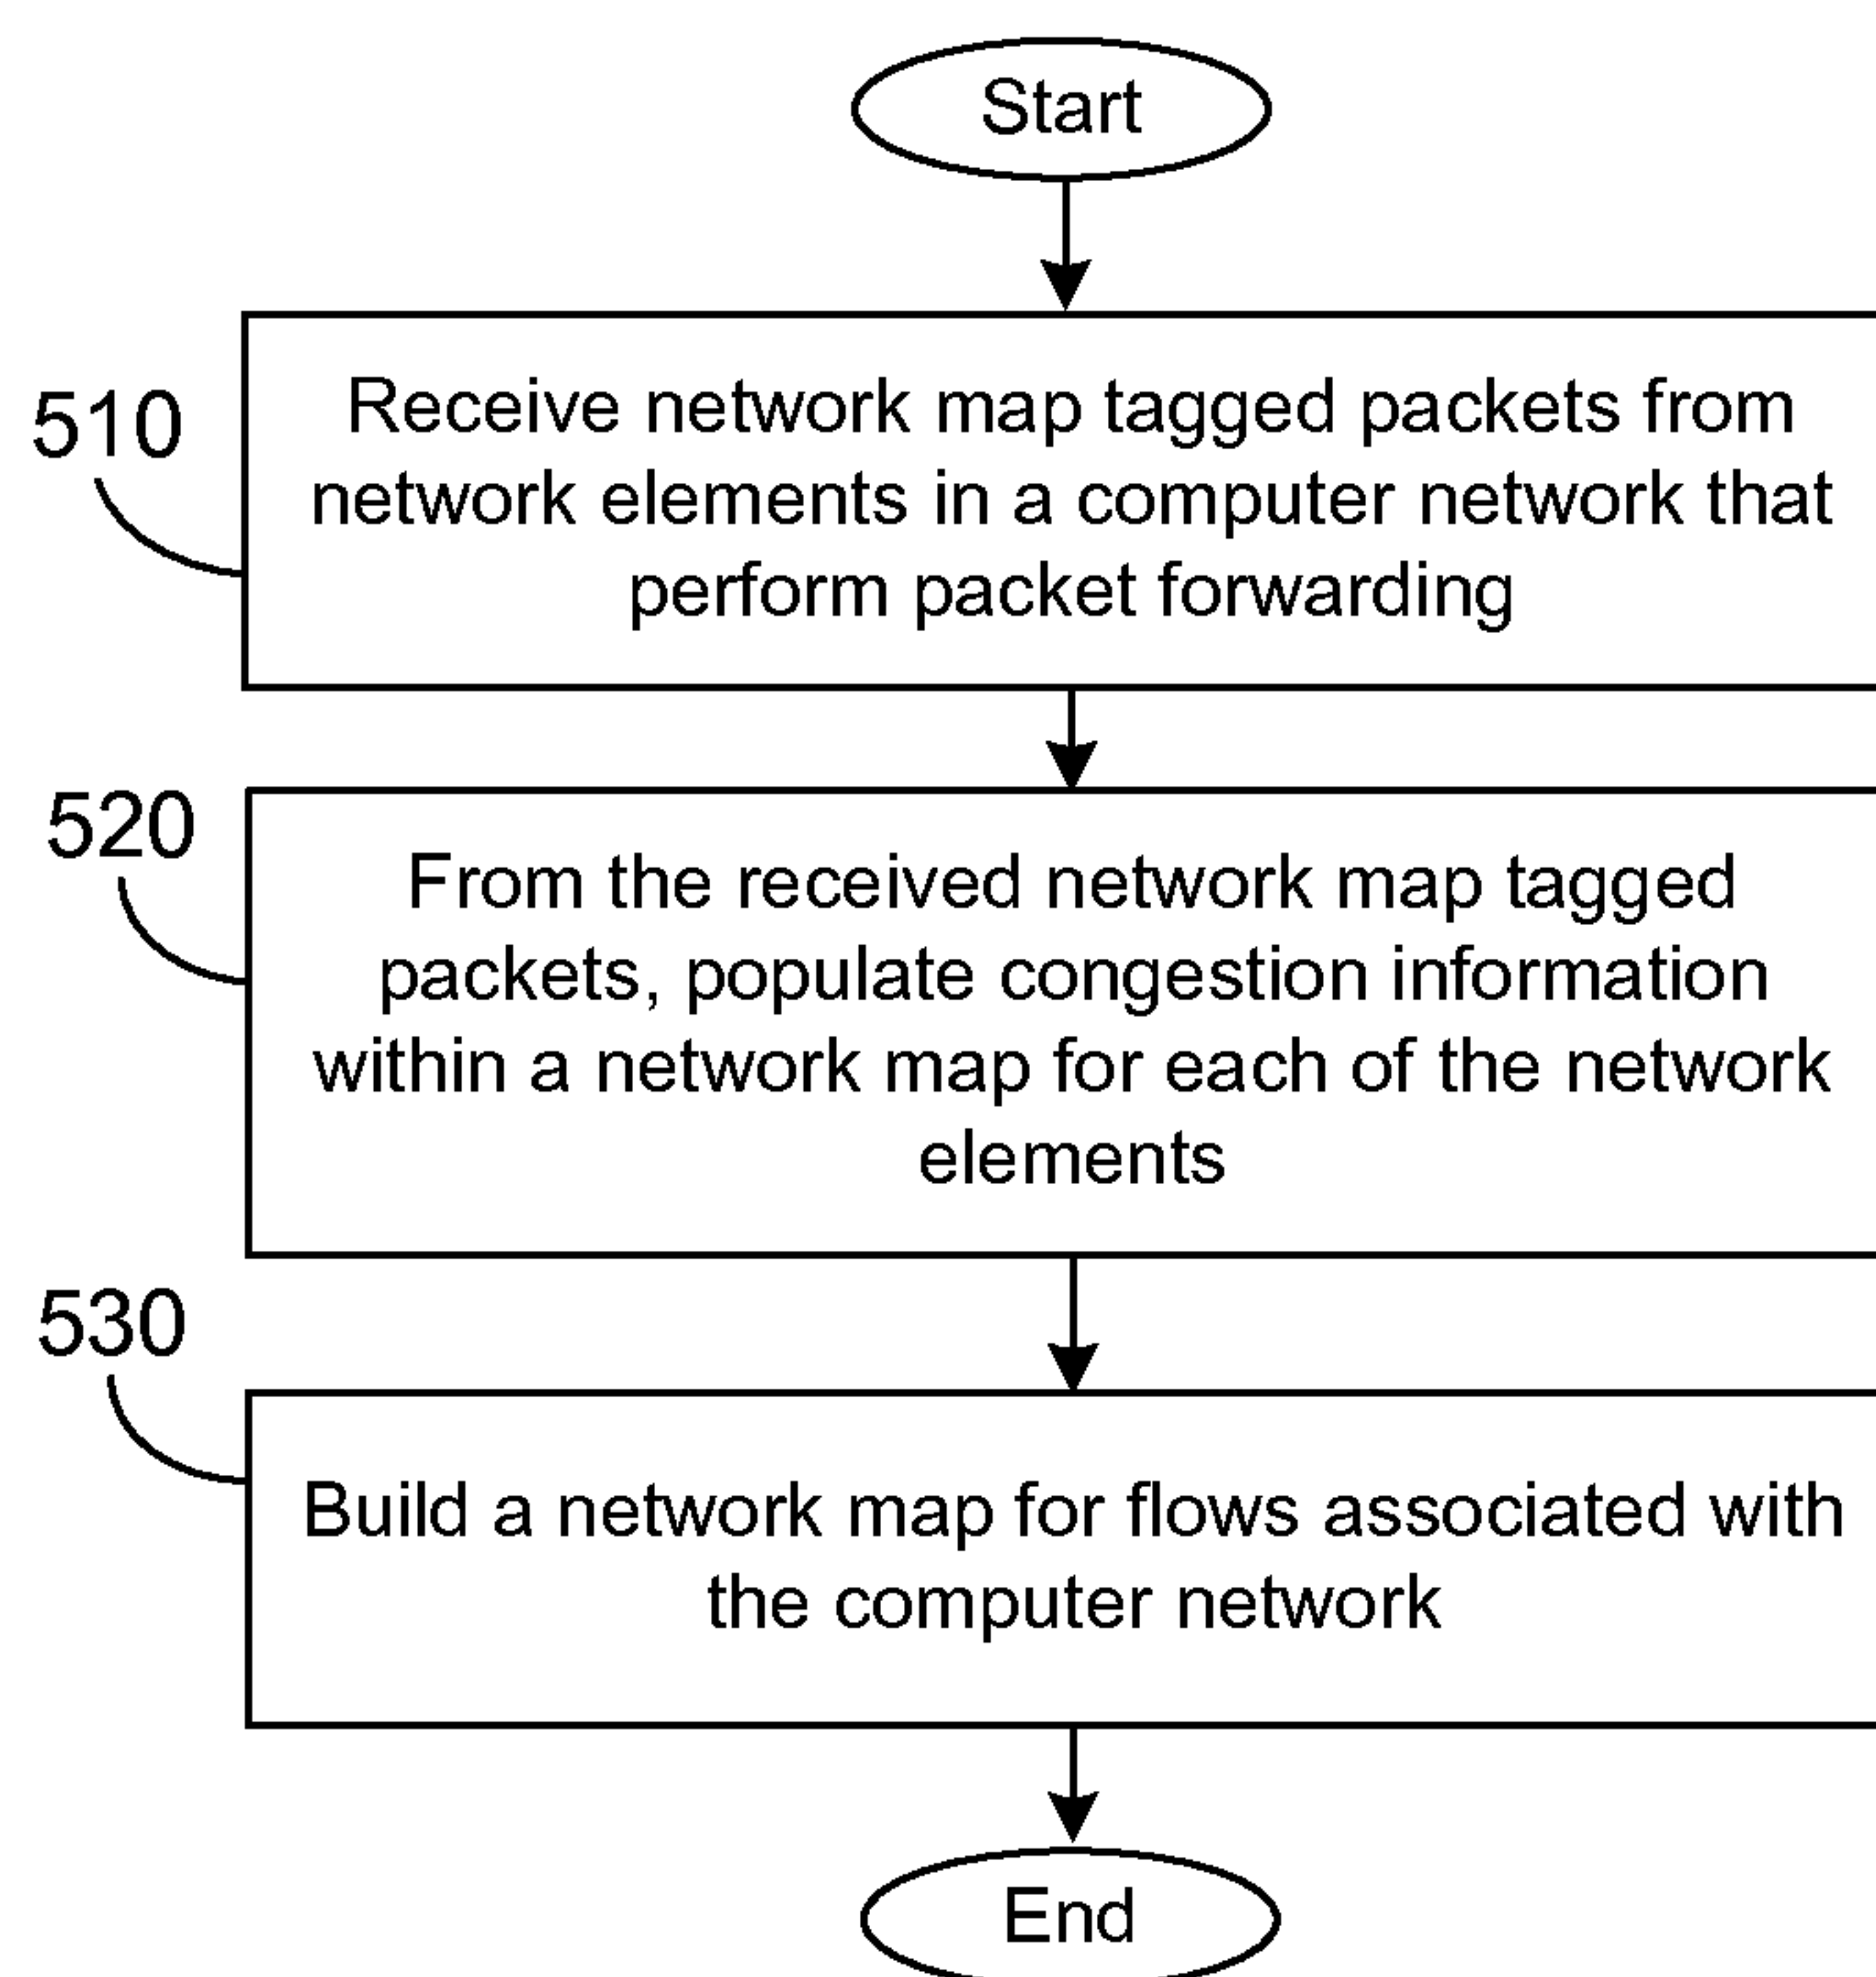 Start
510
Receive network map tagged packets from
network elements in a computer network that
perform packet forwarding
520
From the received network map tagged
packets, populate congestion information
within a network map for each of the network
elements
530
Build a network map for flows associated with
the computer network
End